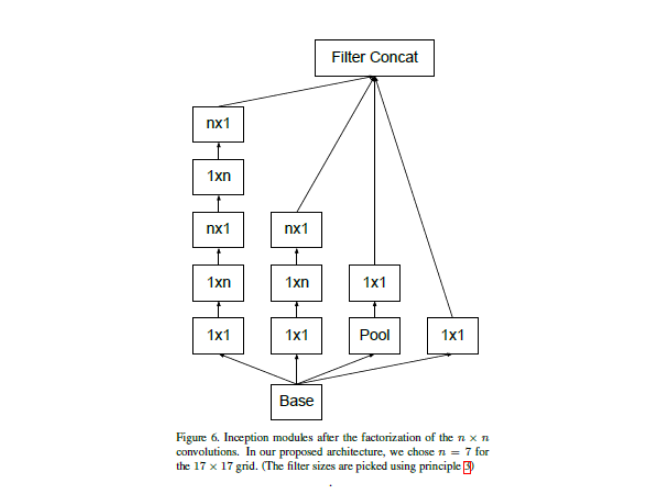 Filter Concat
nx1
1xn
nx1
nx1
1xn
1xn
1x1
1x1
1x1
Pool
1x1
Base
Figure 6. Inception modules after the factorization of the n × n
convolutions. In our proposed architecture, we chose n = 7 for
the 17 × 17 grid. (The filter sizes are picked using principle 3)
.